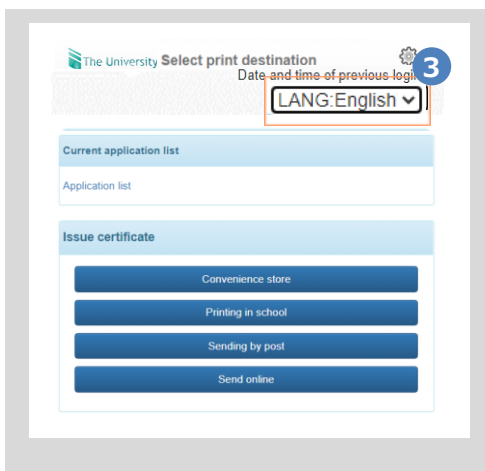 The University Select print destination
Date and time of previous login
3
LANG:English
Current application list
Application list
Issue certificate
Convenience store
Printing in school
Sending by post
Send online